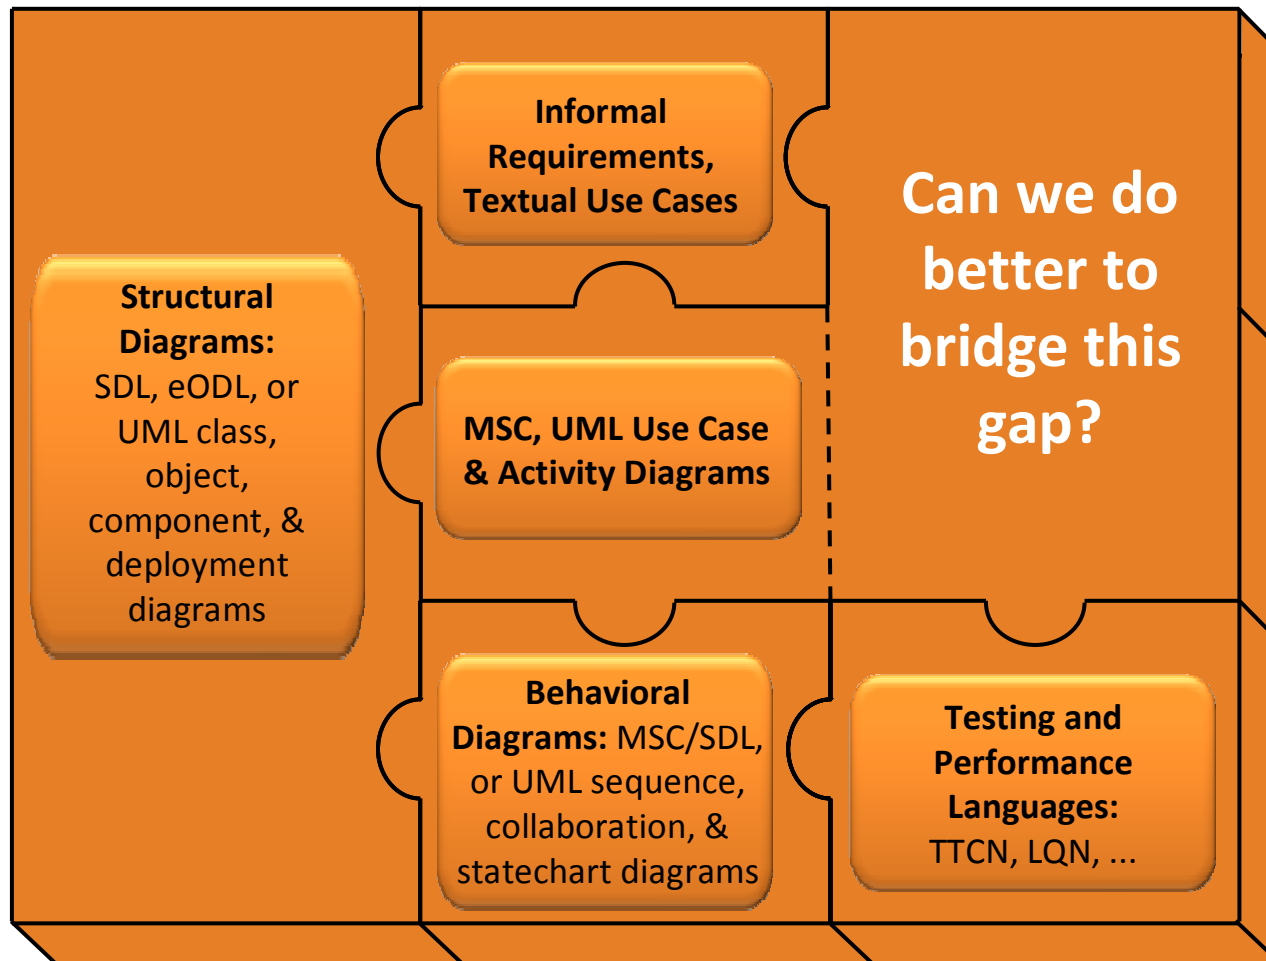 Informal
Requirements,
Textual Use Cases
Can we do
better to
bridge this
gap?
Structural
Diagrams:
SDL, eODL, or
UML class,
object,
component, &
deployment
diagrams
MSC, UML Use Case
& Activity Diagrams
Behavioral
Diagrams: MSC/SDL,
or UML sequence,
collaboration, &
statechart diagrams
Testing and
Performance
Languages:
TTCN, LQN, ...